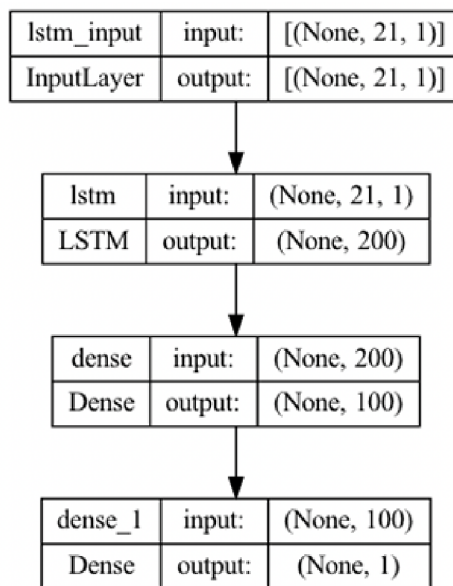 lstm_input input: [(None, 21, 1)]
InputLayer output: [(None, 21, 1)]
lstm input: (None, 21, 1)
LSTM output: (None, 200)
dense input: (None, 200)
Dense output: (None, 100)
dense_1 input: (None, 100)
Dense output: (None, 1)